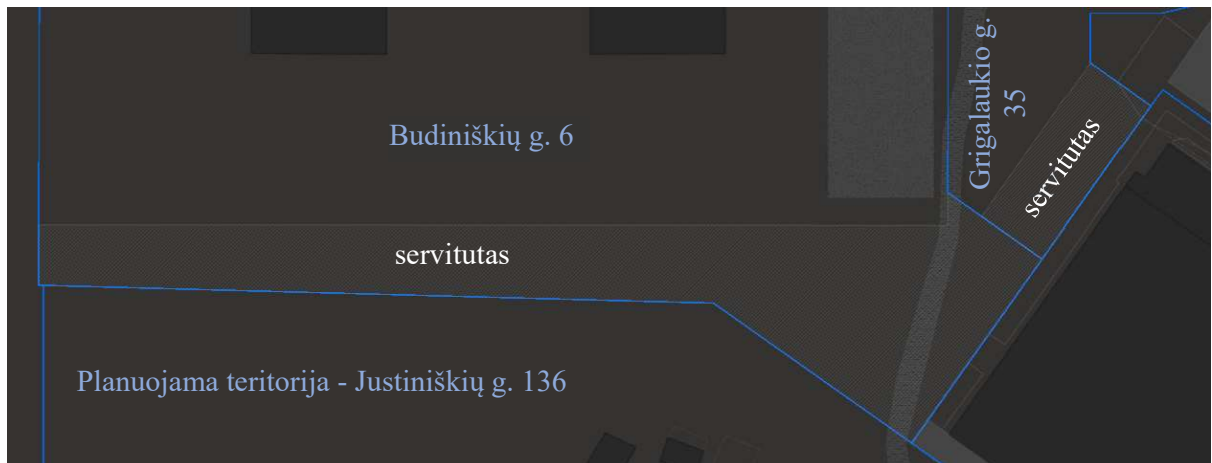 Budiniškių g. 6
Grigalaukio g.
35
servitutas
servitutas
Planuojama teritorija - Justiniškių g. 136